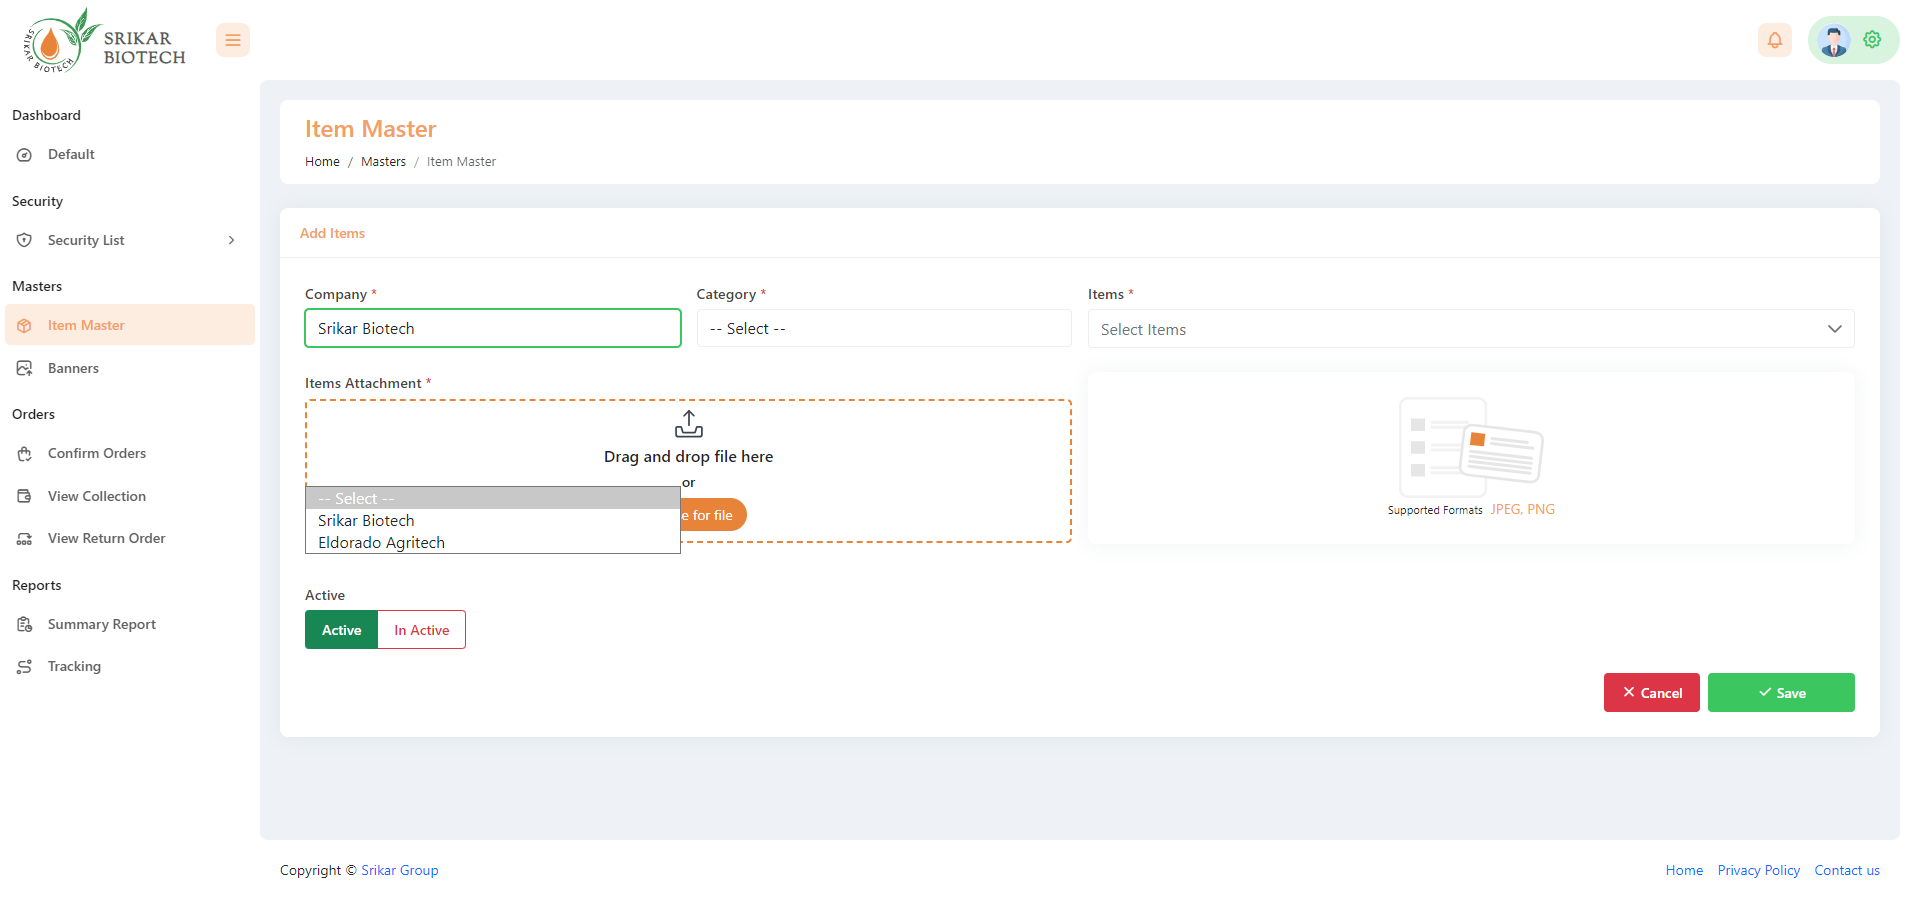 SRIKAR BIOTECH
SRIKAR
BIOTECH
Dashboard
Default
Security
Security List
Masters
Item Master
Banners
Orders
Confirm Orders
View Collection
View Return Order
Reports
Summary Report
Tracking
Item Master
Home / Masters / Item Master
Add Items
Company * Category * Items *
Srikar Biotech -- Select -- Select Items
Items Attachment *
Drag and drop file here
or
e for file
-- Select --
Srikar Biotech
Eldorado Agritech
Supported Formats JPEG, PNG
Active
Active In Active
Cancel Save
Copyright © Srikar Group Home Privacy Policy Contact us